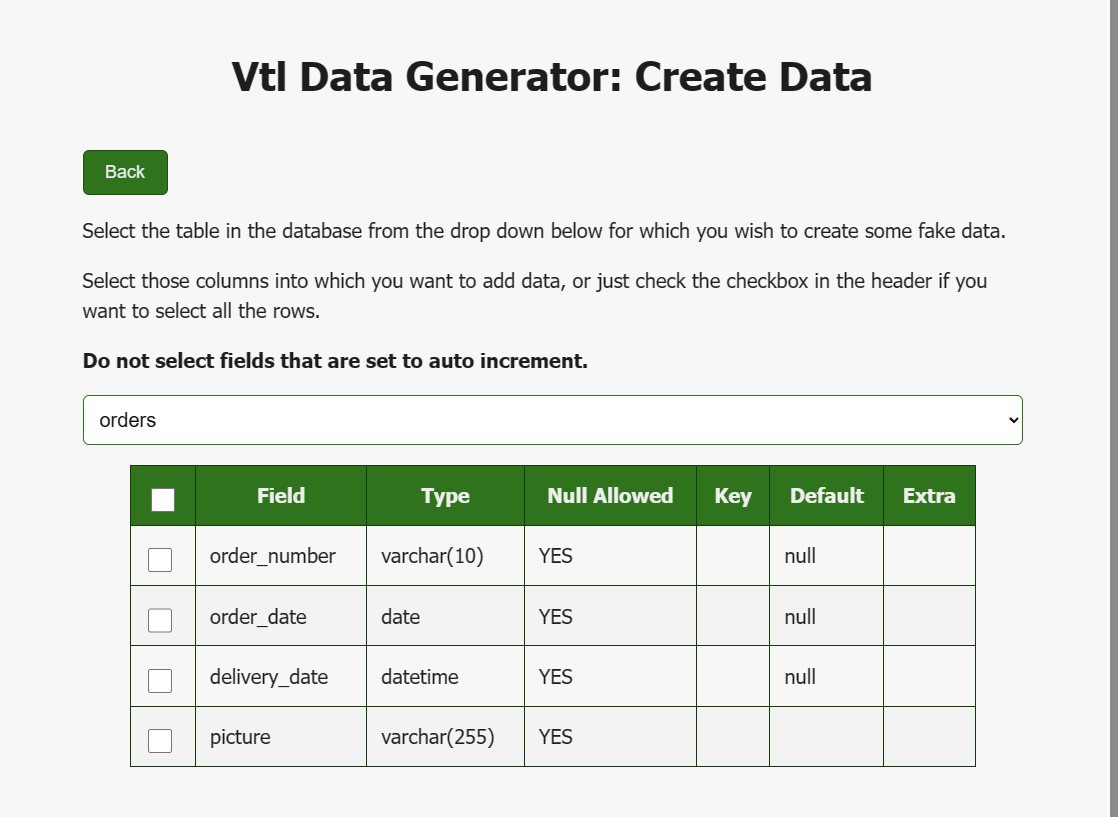 Vtl Data Generator: Create Data
Back
Select the table in the database from the drop down below for which you wish to create some fake data.
Select those columns into which you want to add data, or just check the checkbox in the header if you
want to select all the rows.
Do not select fields that are set to auto increment.
orders
Field Type Null Allowed Key Default Extra
order_number varchar(10) YES null
order_date date YES null
delivery_date datetime YES null
picture varchar(255) YES